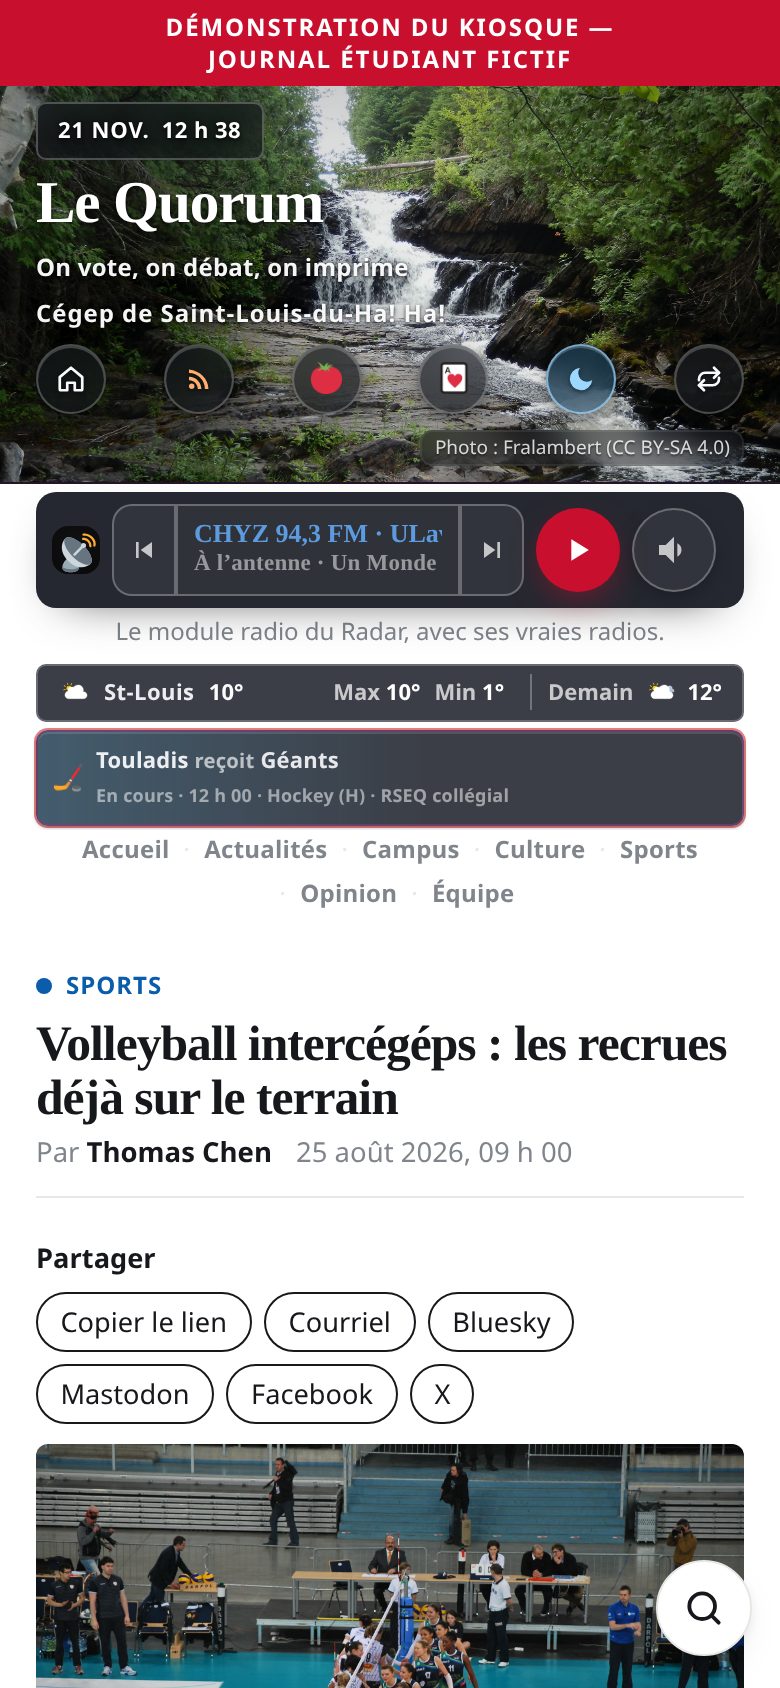 DÉMONSTRATION DU KIOSQUE —
JOURNAL ÉTUDIANT FICTIF
21 NOV. 12 h 38
Le Quorum
On vote, on débat, on imprime
Cégep de Saint-Louis-du-Ha! Ha!
Photo : Fralambert (CC BY-SA 4.0)
CHYZ 94,3 FM · ULav
À l’antenne · Un Monde
Le module radio du Radar, avec ses vraies radios.
St-Louis 10° Max 10° Min 1° Demain 12°
Touladis reçoit Géants
En cours · 12 h 00 · Hockey (H) · RSEQ collégial
Accueil · Actualités · Campus · Culture · Sports
· Opinion · Équipe
SPORTS
Volleyball intercégéps : les recrues
déjà sur le terrain
Par Thomas Chen 25 août 2026, 09 h 00
Partager
Copier le lien Courriel Bluesky
Mastodon Facebook X